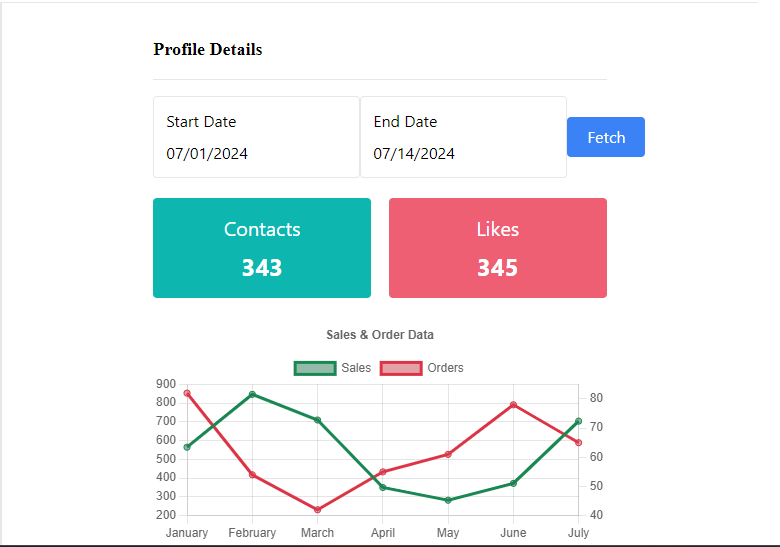 Profile Details
Start Date End Date
07/01/2024 07/14/2024
Fetch
Contacts Likes
343 345
Sales & Order Data
Sales Orders
900
800 80
700 70
600 60
500 50
400
300
200 40
January February March April May June July